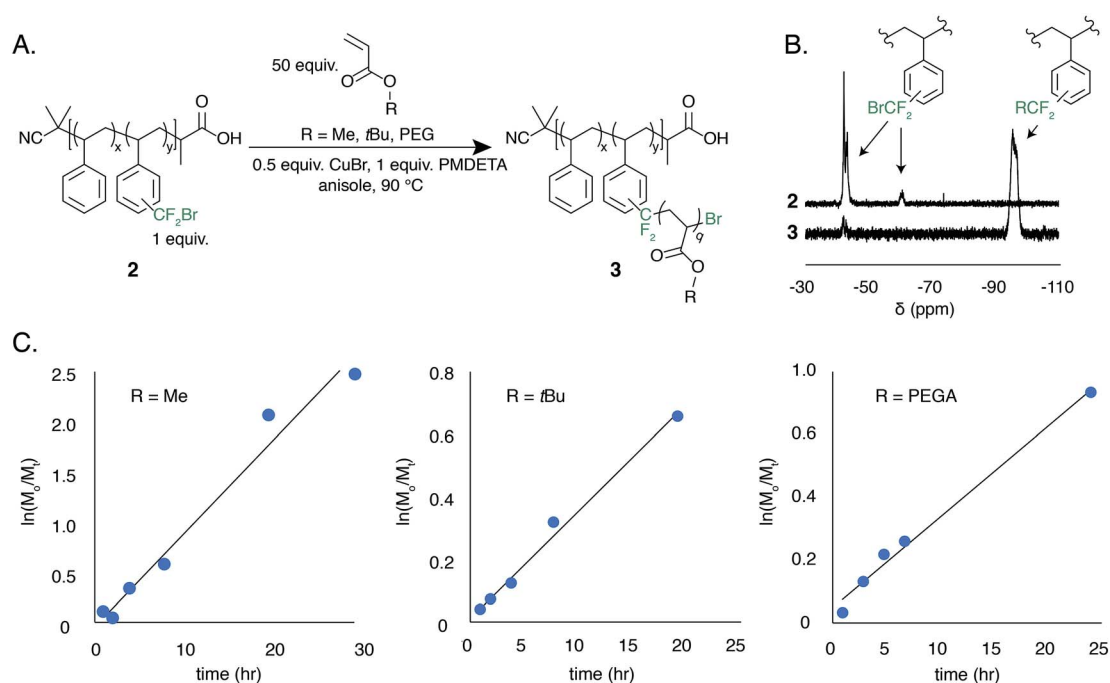 A.
50 equiv.
O
O
R
R = Me, tBu, PEG
0.5 equiv. CuBr, 1 equiv. PMDETA
anisole, 90 °C
NC
x
y
O
OH
CF₂Br
1 equiv.
2
NC
x
y
O
OH
C
F₂
Br
q
O
O
R
3
B.
BrCF₂
RCF₂
2
3
-30 -50 -70 -90 -110
δ (ppm)
C.
R = Me
ln(Mₒ/Mₜ)
2.5
2.0
1.5
1.0
0.5
0
0 10 20 30
time (hr)
R = tBu
ln(Mₒ/Mₜ)
0.8
0.6
0.4
0.2
0
0 5 10 15 20 25
time (hr)
R = PEGA
ln(Mₒ/Mₜ)
1.0
0.6
0.4
0.2
0
0 5 10 15 20 25
time (hr)